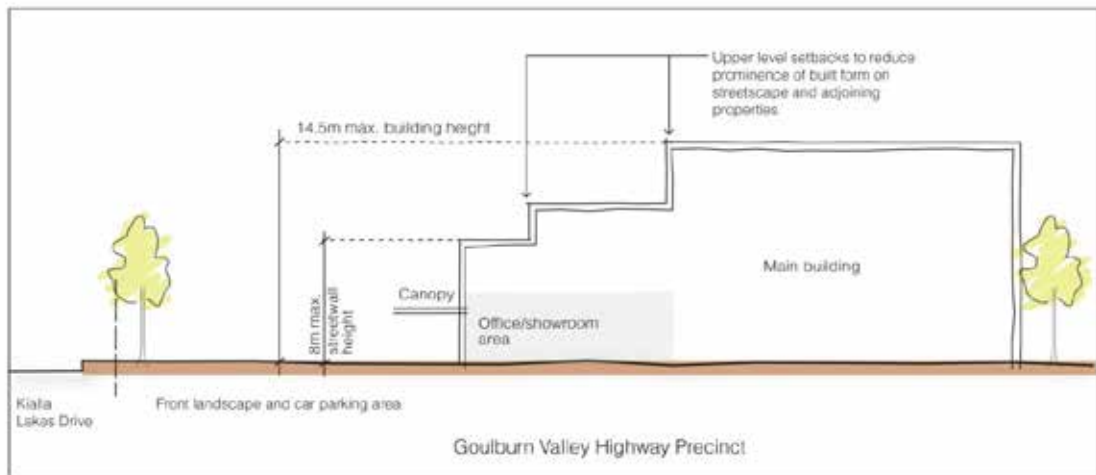 Upper level setbacks to reduce
prominence of built form on
streetscape and adjoining
properties
14.5m max. building height
8m max.
streetwall
height
Canopy
Office/showroom
area
Main building
Kialla
Lakes Drive
Front landscape and car parking area
Goulburn Valley Highway Precinct